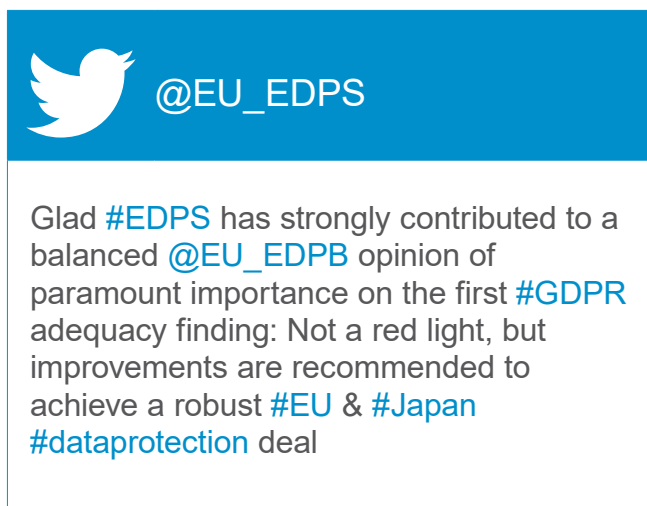 @EU_EDPS
Glad #EDPS has strongly contributed to a
balanced @EU_EDPB opinion of
paramount importance on the first #GDPR
adequacy finding: Not a red light, but
improvements are recommended to
achieve a robust #EU & #Japan
#dataprotection deal